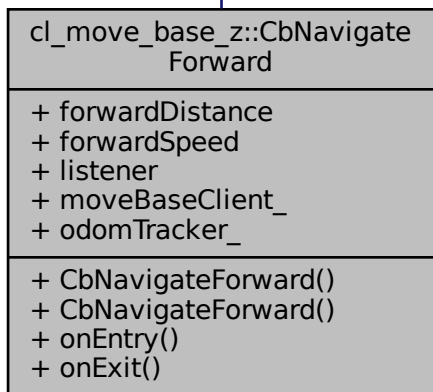 cl_move_base_z::CbNavigate
Forward
+ forwardDistance
+ forwardSpeed
+ listener
+ moveBaseClient_
+ odomTracker_
+ CbNavigateForward()
+ CbNavigateForward()
+ onEntry()
+ onExit()